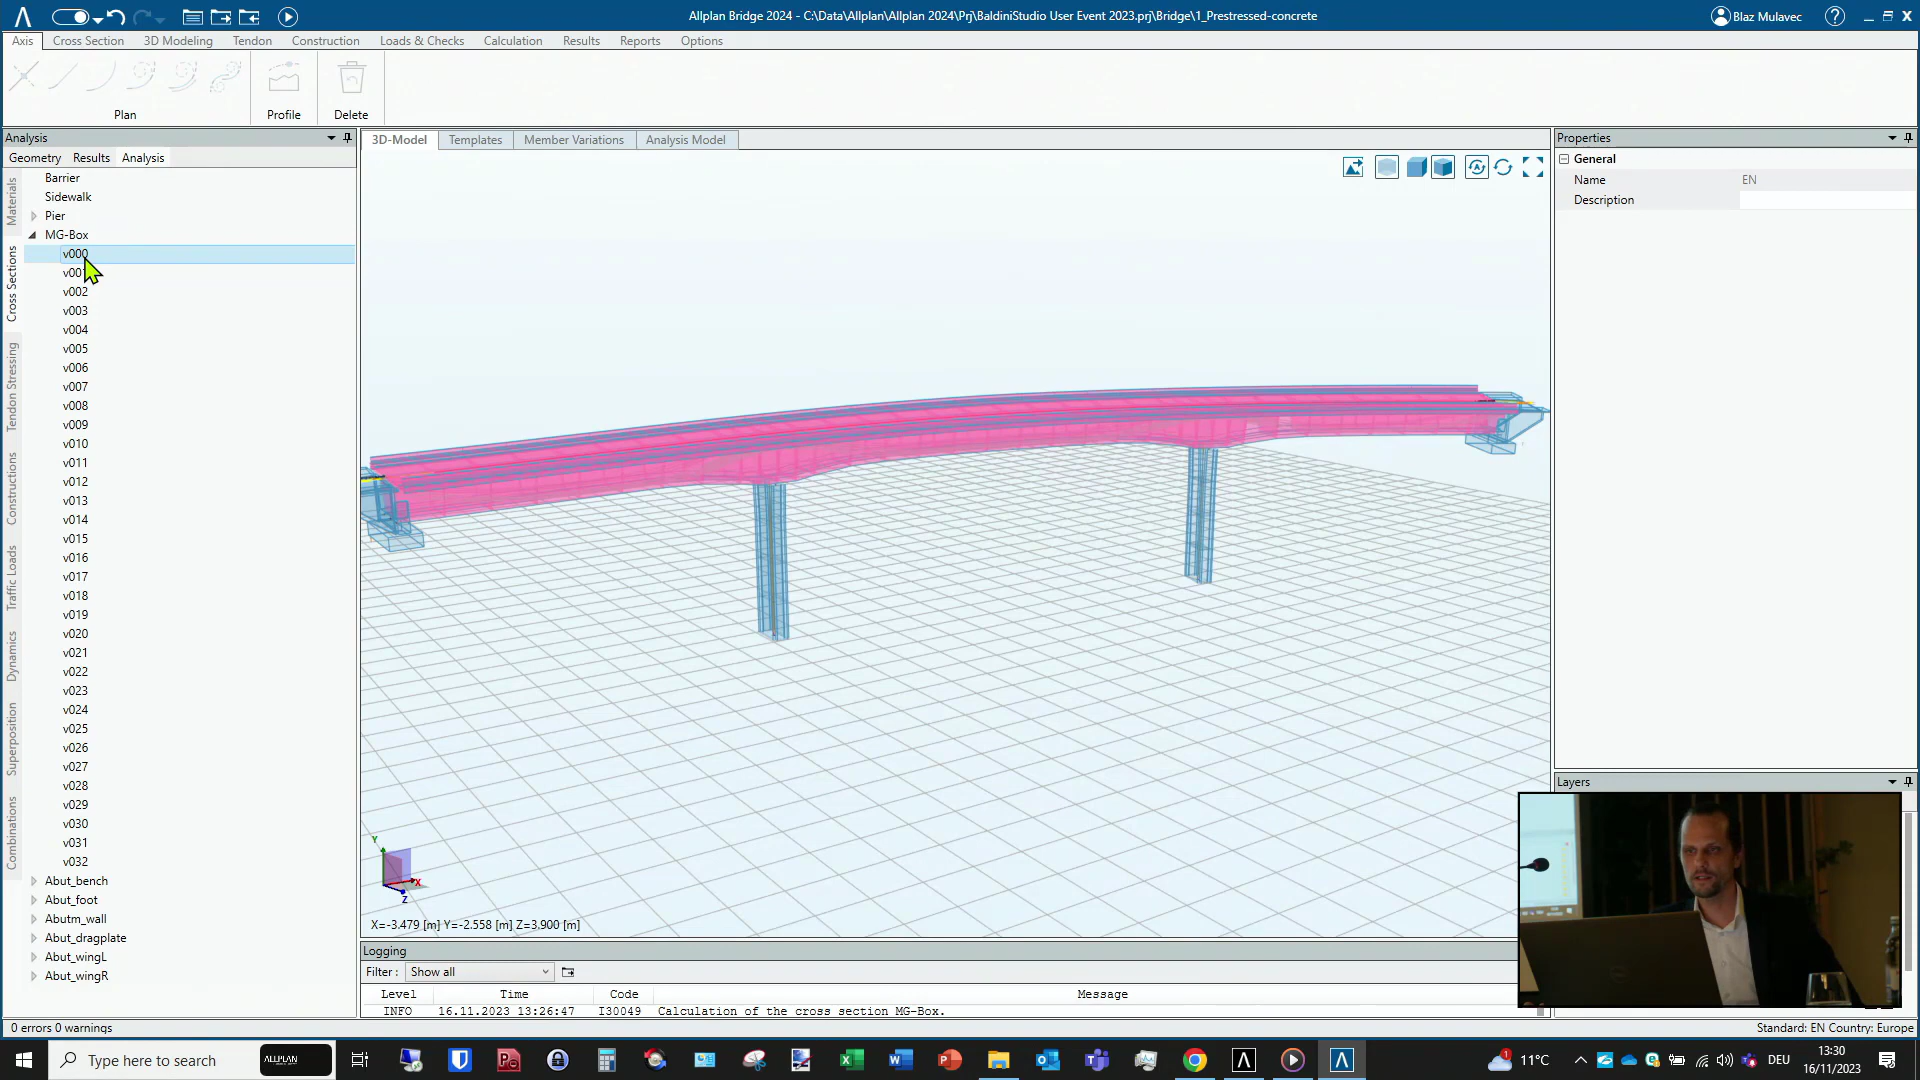 Allplan Bridge 2024 - C:\Data\Allplan\Allplan 2024\Prj\BaldiniStudio User Event 2023.prj\Bridge\1_Prestressed-concrete
Blaz Mulavec
Axis Cross Section 3D Modeling Tendon Construction Loads & Checks Calculation Results Reports Options
Plan Profile Delete
Analysis
Geometry Results Analysis
3D-Model Templates Member Variations Analysis Model
Properties
General
Name EN
Description
Materials
Cross Sections
Tendon Stressing
Constructions
Traffic Loads
Dynamics
Superposition
Combinations
Barrier
Sidewalk
Pier
MG-Box
v000
v001
v002
v003
v004
v005
v006
v007
v008
v009
v010
v011
v012
v013
v014
v015
v016
v017
v018
v019
v020
v021
v022
v023
v024
v025
v026
v027
v028
v029
v030
v031
v032
Abut_bench
Abut_foot
Abutm_wall
Abut_dragplate
Abut_wingL
Abut_wingR
Y
X
Z
X=-3.479 [m] Y=-2.558 [m] Z=3.900 [m]
Layers
Logging
Filter : Show all
Level Time Code Message
INFO 16.11.2023 13:26:47 I30049 Calculation of the cross section MG-Box.
0 errors 0 warnings
Standard: EN Country: Europe
Type here to search
ALLPLAN
1
11°C
DEU
13:30
16/11/2023